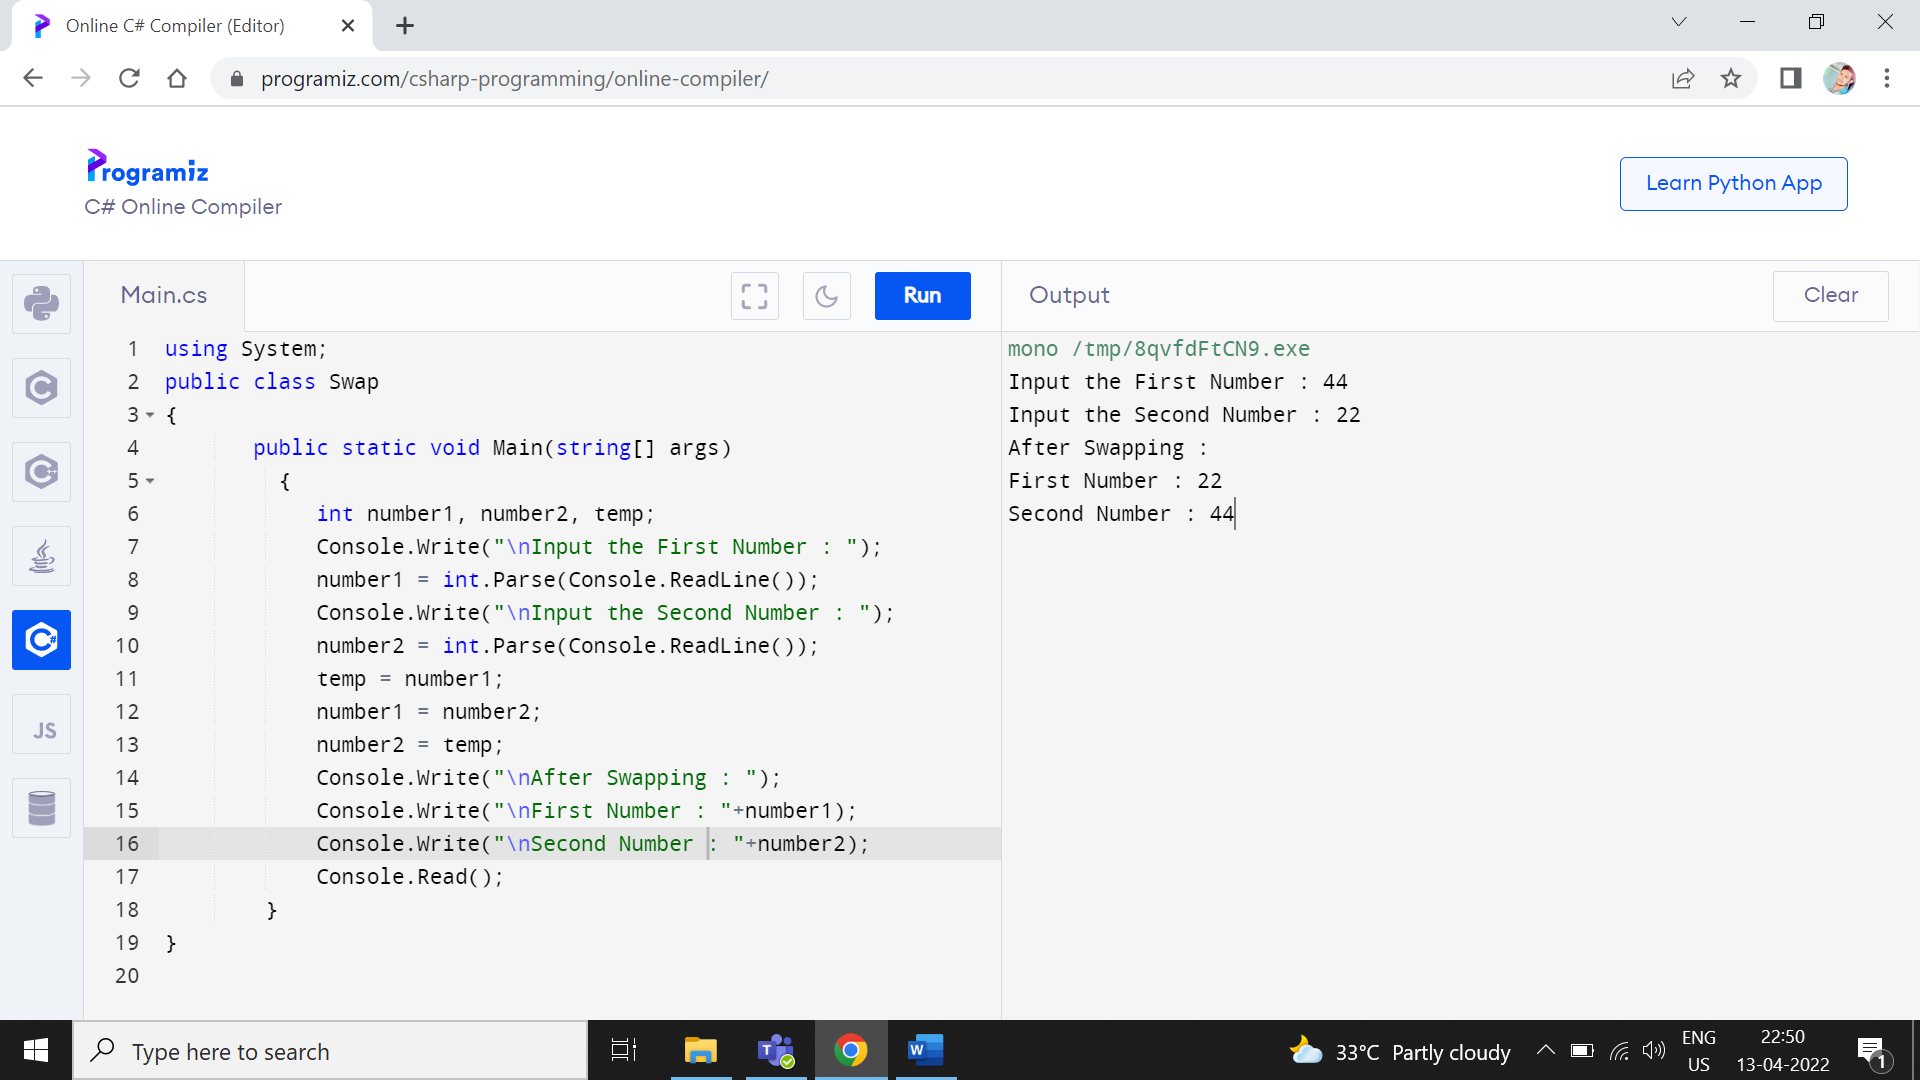 Online C# Compiler (Editor)
programiz.com/csharp-programming/online-compiler/
Programiz
C# Online Compiler
Learn Python App
Main.cs
Run
Output
Clear
1 using System;
2 public class Swap
3 {
4 public static void Main(string[] args)
5 {
6 int number1, number2, temp;
7 Console.Write("\nInput the First Number : ");
8 number1 = int.Parse(Console.ReadLine());
9 Console.Write("\nInput the Second Number : ");
10 number2 = int.Parse(Console.ReadLine());
11 temp = number1;
12 number1 = number2;
13 number2 = temp;
14 Console.Write("\nAfter Swapping : ");
15 Console.Write("\nFirst Number : "+number1);
16 Console.Write("\nSecond Number : "+number2);
17 Console.Read();
18 }
19 }
20
mono /tmp/8qvfdFtCN9.exe
Input the First Number : 44
Input the Second Number : 22
After Swapping :
First Number : 22
Second Number : 44
C
C++
C#
JS
Type here to search
T
W
33°C Partly cloudy
ENG
US
22:50
13-04-2022
1